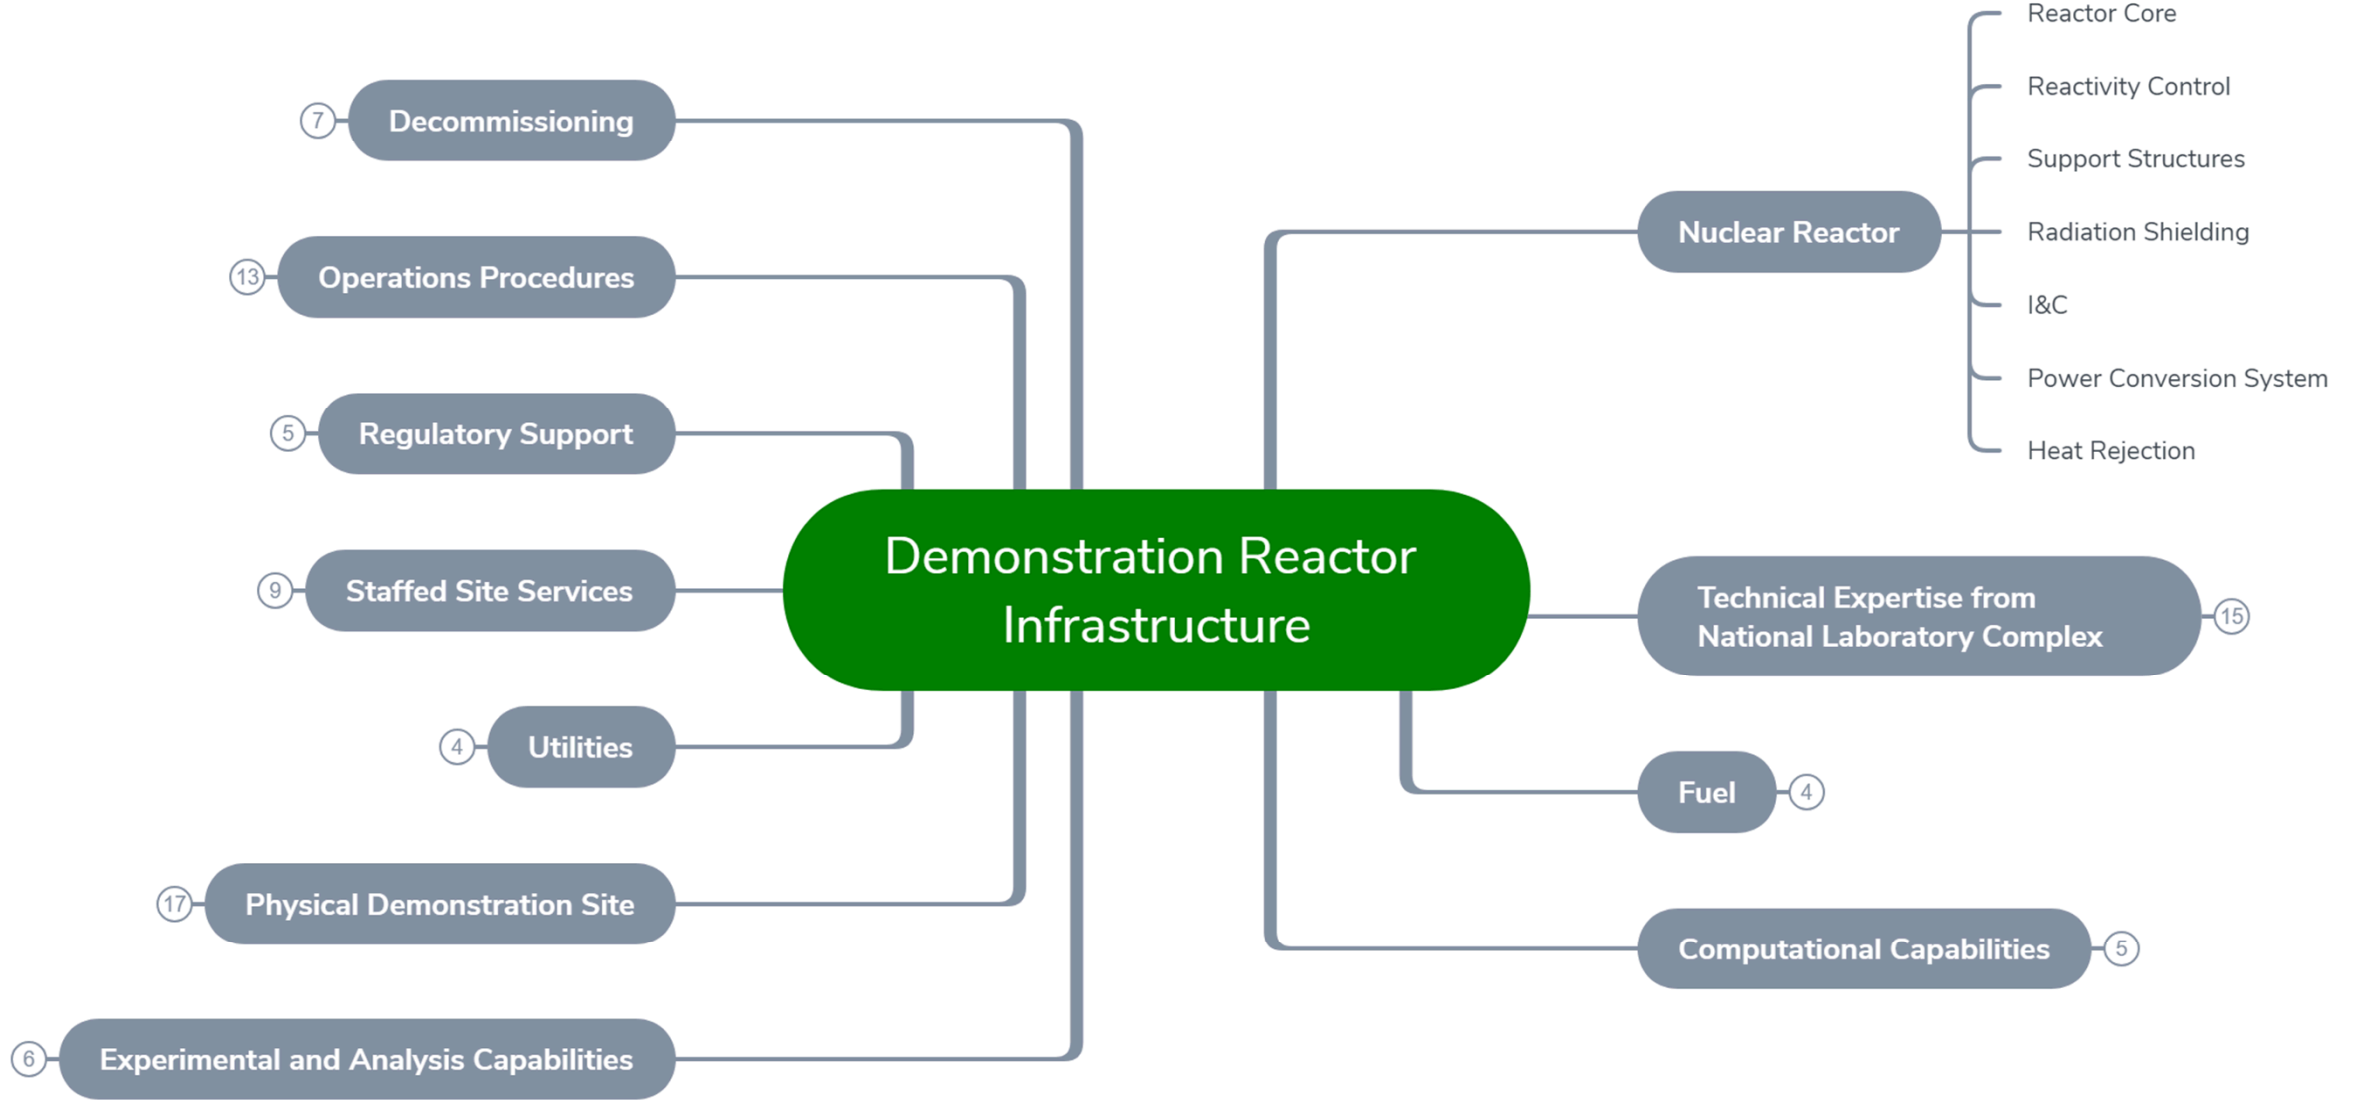 7
Decommissioning
13
Operations Procedures
5
Regulatory Support
9
Staffed Site Services
4
Utilities
17
Physical Demonstration Site
6
Experimental and Analysis Capabilities
Demonstration Reactor
Infrastructure
Nuclear Reactor
Reactor Core
Reactivity Control
Support Structures
Radiation Shielding
I&C
Power Conversion System
Heat Rejection
Technical Expertise from
National Laboratory Complex
15
Fuel
4
Computational Capabilities
5